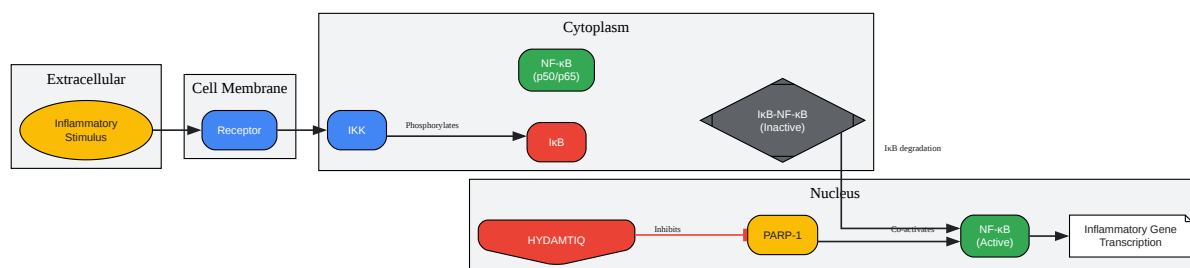 Extracellular
Inflammatory
Stimulus
Cell Membrane
Receptor
Cytoplasm
IKK
Phosphorylates
NF-κB
(p50/p65)
IκB
IκB-NF-κB
(Inactive)
IκB degradation
Nucleus
HYDAMTIQ
Inhibits
PARP-1
Co-activates
NF-κB
(Active)
Inflammatory Gene
Transcription